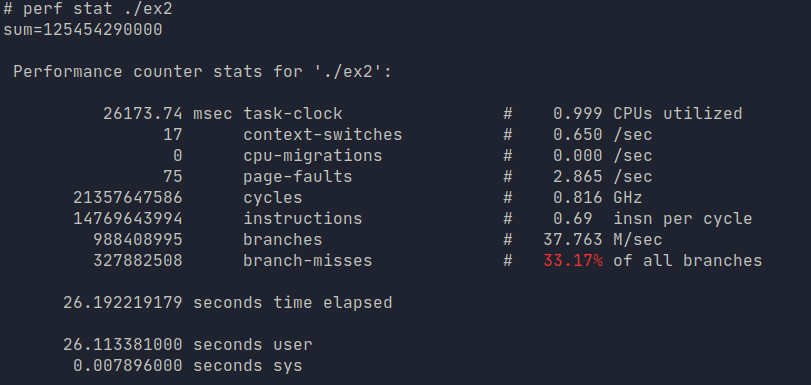 # perf stat ./ex2
sum=125454290000
Performance counter stats for './ex2':
26173.74 msec task-clock # 0.999 CPUs utilized
17 context-switches # 0.650 /sec
0 cpu-migrations # 0.000 /sec
75 page-faults # 2.865 /sec
21357647586 cycles # 0.816 GHz
14769643994 instructions # 0.69 insn per cycle
988408995 branches # 37.763 M/sec
327882508 branch-misses # 33.17% of all branches
26.192219179 seconds time elapsed
26.113381000 seconds user
0.007896000 seconds sys